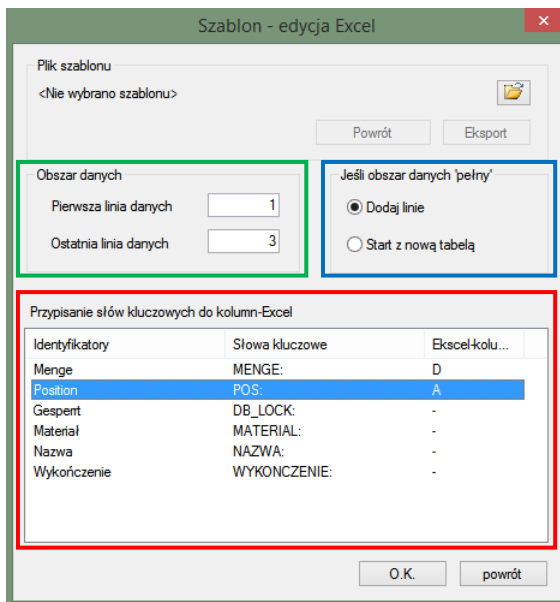 Szablon - edycja Excel
Plik szablonu
<Nie wybrano szablonu>
Powrót Eksport
Obszar danych
Pierwsza linia danych 1
Ostatnia linia danych 3
Jeśli obszar danych 'pełny'
Dodaj linie
Start z nową tabelą
Przypisanie słów kluczowych do kolumn-Excel
Identyfikatory Słowa kluczowe Ekscel-kolu...
Menge MENGE: D
Position POS: A
Gesperrt DB_LOCK: -
Materiał MATERIAL: -
Nazwa NAZWA: -
Wykończenie WYKONCZENIE: -
O.K. powrót